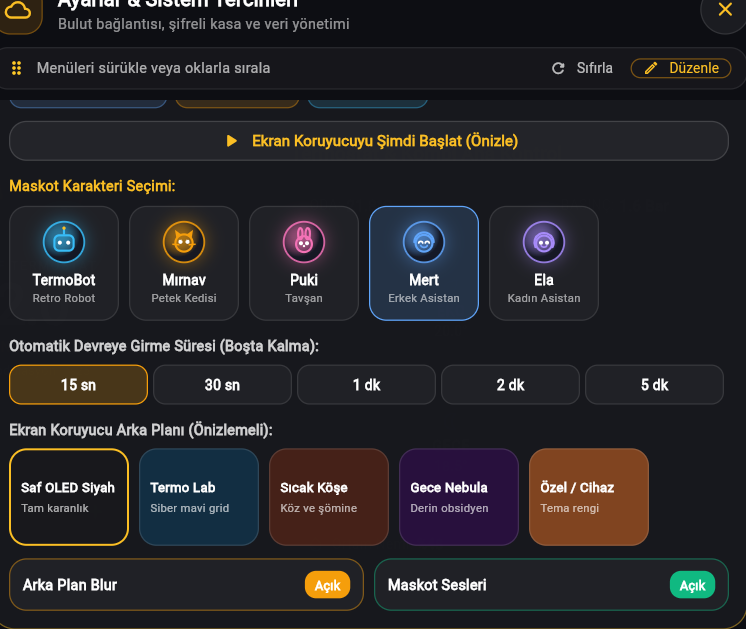 Ayarlar & Sistem Tercihleri
Bulut bağlantısı, şifreli kasa ve veri yönetimi
Menüleri sürükle veya oklarla sırala
Sıfırla
Düzenle
Ekran Koruyucuyu Şimdi Başlat (Önizle)
Maskot Karakteri Seçimi:
TermoBot
Retro Robot
Mırnav
Petek Kedisi
Puki
Tavşan
Mert
Erkek Asistan
Ela
Kadın Asistan
Otomatik Devreye Girme Süresi (Boşta Kalma):
15 sn
30 sn
1 dk
2 dk
5 dk
Ekran Koruyucu Arka Planı (Önizlemeli):
Saf OLED Siyah
Tam karanlık
Termo Lab
Siber mavi grid
Sıcak Köşe
Köz ve şömine
Gece Nebula
Derin obsidyen
Özel / Cihaz
Tema rengi
Arka Plan Blur
Açık
Maskot Sesleri
Açık